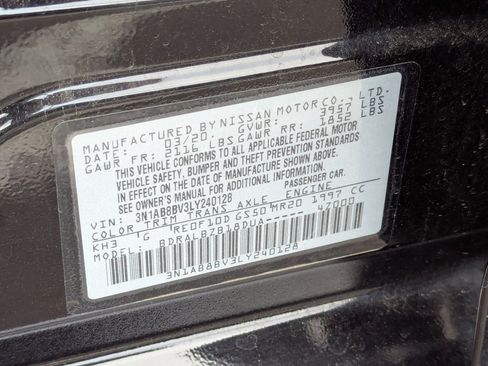 MANUFACTURED BY NISSAN MOTOR CO., LTD.
DATE: 03/20 GVWR: 3957 LBS
GAWR FR: 2116 LBS GAWR RR: 1852 LBS
THIS VEHICLE CONFORMS TO ALL APPLICABLE FEDERAL MOTOR
VEHICLE SAFETY, BUMPER AND THEFT PREVENTION STANDARDS
IN EFFECT ON THE DATE OF MANUFACTURE SHOWN ABOVE.
SEE OWNER'S MANUAL FOR ADDITIONAL INFORMATION.
VIN: 3N1AB8BV3LY240128 PASSENGER CAR.
COLOR TRIM TRANS AXLE ENGINE
KH3 G RE0F10D GS50 MR20 1997 CC
MODEL: BDRALBZB18DUA 47000
3N1AB8BV3LY240128